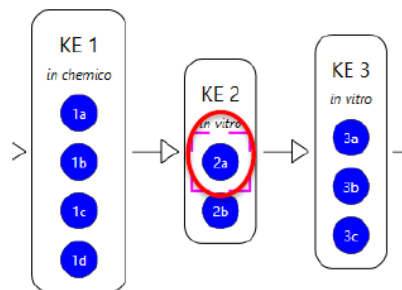 KE 1
in chemico
1a
1b
1c
1d
KE 2
in vitro
2a
2b
KE 3
in vitro
3a
3b
3c